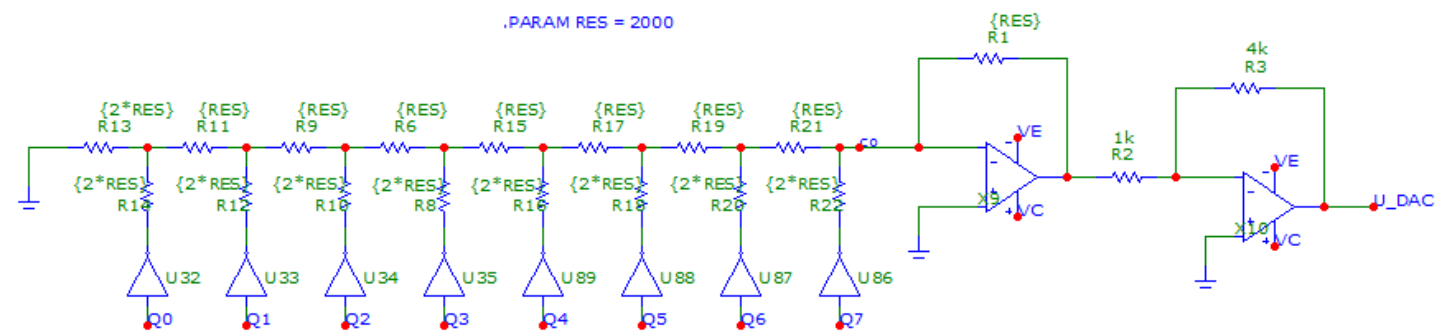 .PARAM RES = 2000
{RES}
R1
4k
R3
{2*RES} {RES} {RES} {RES} {RES} {RES} {RES} {RES}
R13 R11 R9 R6 R15 R17 R19 R21
co
VE
1k
R2
VE
{2*RES} {2*RES} {2*RES} {2*RES} {2*RES} {2*RES} {2*RES} {2*RES}
R14 R12 R10 R8 R16 R18 R20 R22
X9
VC
U_DAC
X10
VC
U32 U33 U34 U35 U89 U88 U87 U86
Q0 Q1 Q2 Q3 Q4 Q5 Q6 Q7